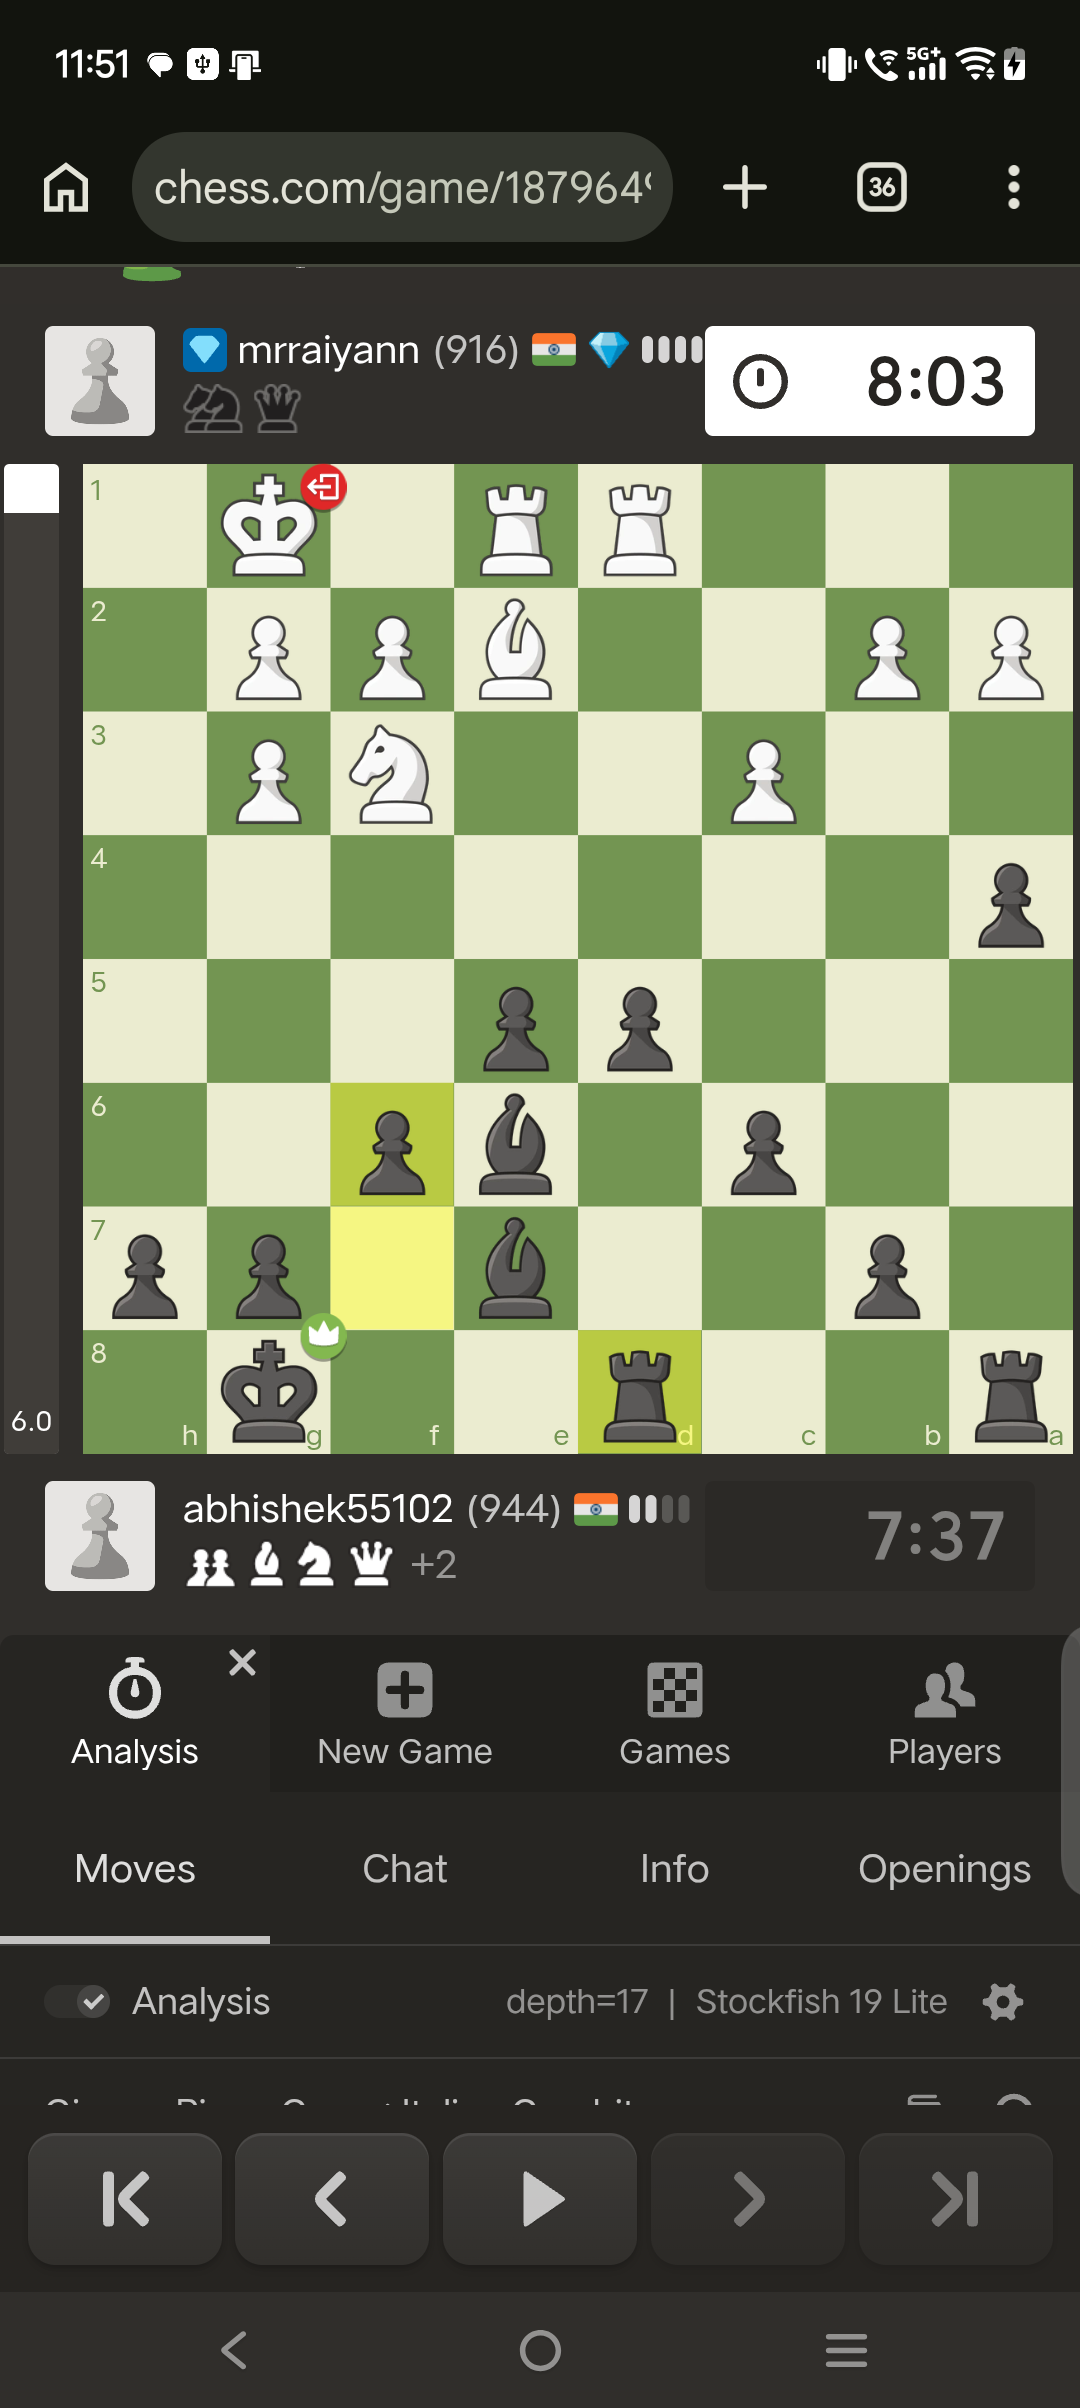 11:51
5G+
chess.com/game/187964
36
mrraiyann (916)
8:03
1
2
3
4
5
6
7
8
h g f e d c b a
6.0
abhishek55102 (944)
7:37
+2
Analysis New Game Games Players
Moves Chat Info Openings
Analysis depth=17 | Stockfish 19 Lite